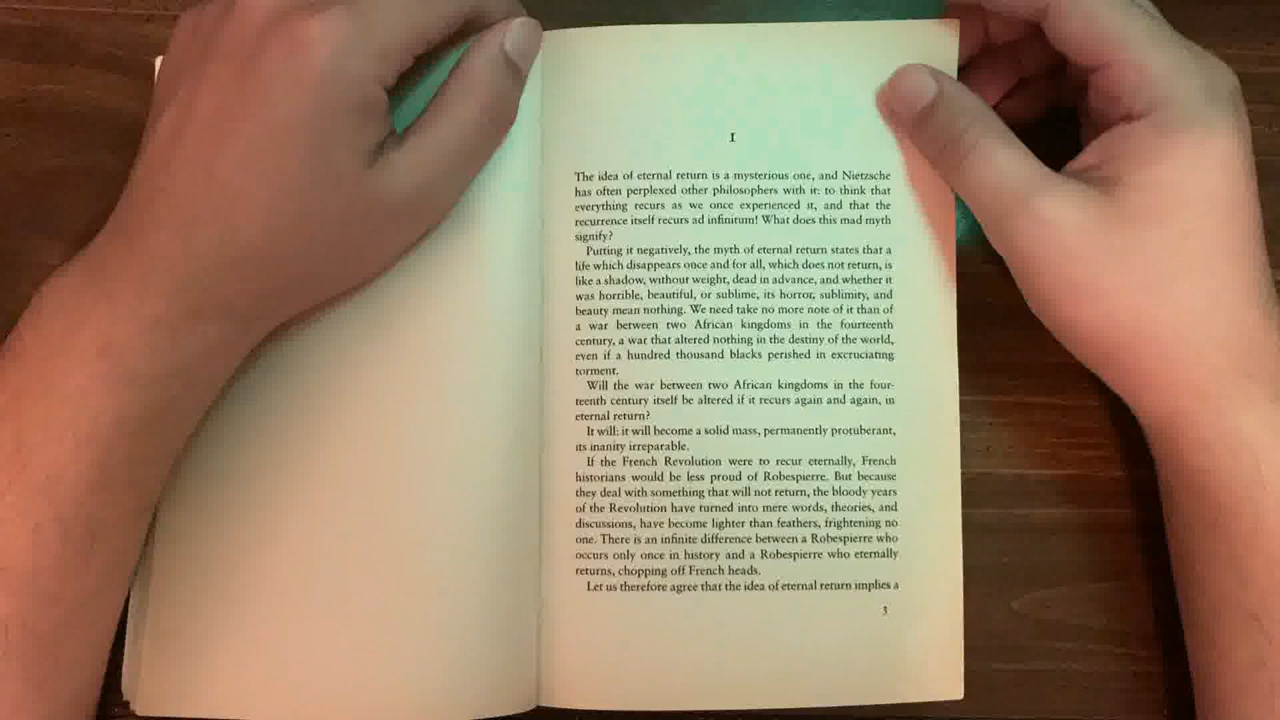 1
The idea of eternal return is a mysterious one, and Nietzsche
has often perplexed other philosophers with it: to think that
everything recurs as we once experienced it, and that the
recurrence itself recurs ad infinitum! What does this mad myth
signify?
Putting it negatively, the myth of eternal return states that a
life which disappears once and for all, which does not return, is
like a shadow, without weight, dead in advance, and whether it
was horrible, beautiful, or sublime, its horror, sublimity, and
beauty mean nothing. We need take no more note of it than of
a war between two African kingdoms in the fourteenth
century, a war that altered nothing in the destiny of the world,
even if a hundred thousand blacks perished in excruciating
torment.
Will the war between two African kingdoms in the four-
teenth century itself be altered if it recurs again and again, in
eternal return?
It will: it will become a solid mass, permanently protuberant,
its inanity irreparable.
If the French Revolution were to recur eternally, French
historians would be less proud of Robespierre. But because
they deal with something that will not return, the bloody years
of the Revolution have turned into mere words, theories, and
discussions, have become lighter than feathers, frightening no
one. There is an infinite difference between a Robespierre who
occurs only once in history and a Robespierre who eternally
returns, chopping off French heads.
Let us therefore agree that the idea of eternal return implies a
3